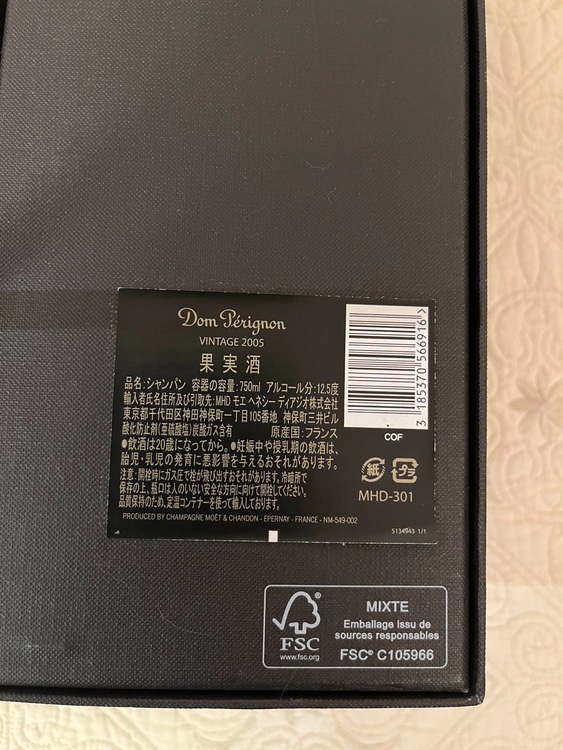 Dom Pérignon
VINTAGE 2005
果実酒
品名:シャンパン 容器の容量:750ml アルコール分:12.5度
輸入者氏名住所及び引取先:MHD モエ ヘネシー ディアジオ株式会社
東京都千代田区神田神保町一丁目105番地 神保町三井ビル
酸化防止剤(亜硫酸塩)炭酸ガス含有 原産国:フランス
●飲酒は20歳になってから。●妊娠中や授乳期の飲酒は、
胎児・乳児の発育に悪影響を与えるおそれがあります。
注意:開栓時にガス圧で栓が飛び出すおそれがあります。冷暗所で
保存の上、瓶口は人のいない安全な方向に向けて開栓してください。
品質保持のため、定温コンテナーを使って輸入しております。
PRODUCED BY CHAMPAGNE MOËT & CHANDON - EPERNAY - FRANCE - NM-549-002
3185370566916>
COF
紙
MHD-301
5134943 1/1
FSC
www.fsc.org
MIXTE
Emballage issu de
sources responsables
FSC® C105966